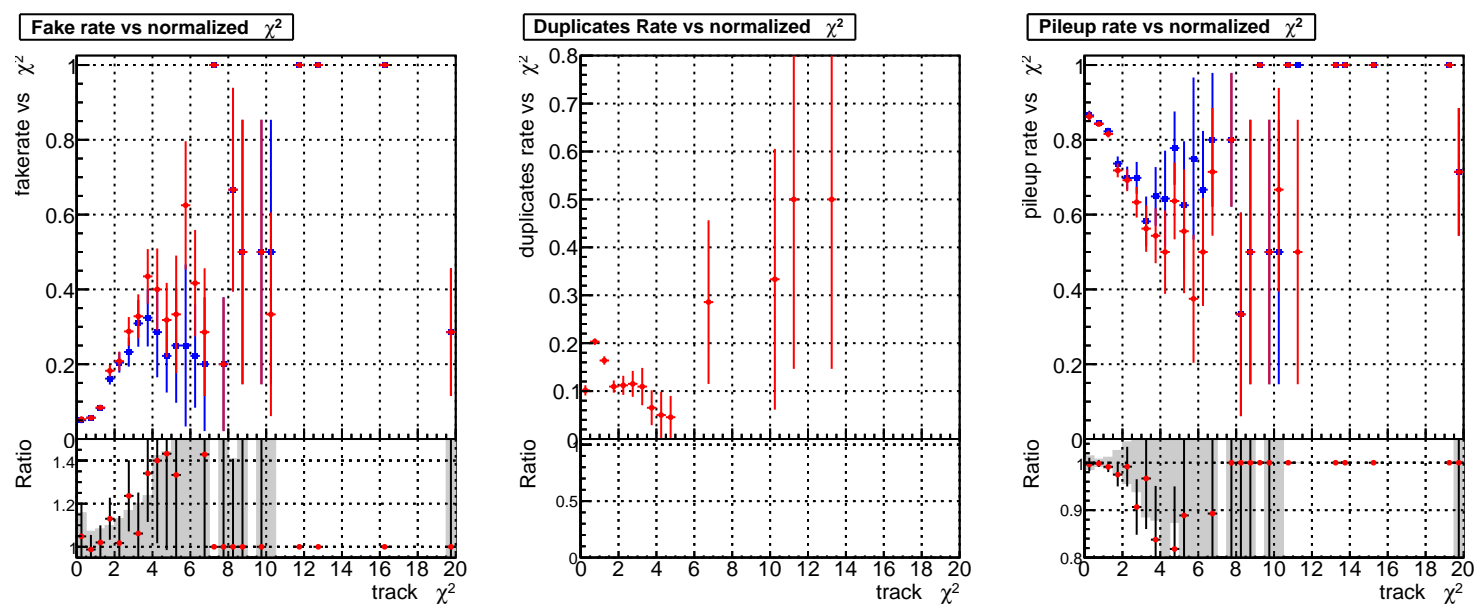 Fake rate vs normalized χ²
fakerate vs χ²
1
0.8
0.6
0.4
0.2
0
Ratio
1.4
1.2
1
0 2 4 6 8 10 12 14 16 18 20
track χ²
Duplicates Rate vs normalized χ²
duplicates rate vs χ²
0.8
0.7
0.6
0.5
0.4
0.3
0.2
0.1
0
Ratio
1
0.5
0
0 2 4 6 8 10 12 14 16 18 20
track χ²
Pileup rate vs normalized χ²
pileup rate vs χ²
1
0.8
0.6
0.4
0.2
0
Ratio
1
0.9
0.8
0 2 4 6 8 10 12 14 16 18 20
track χ²